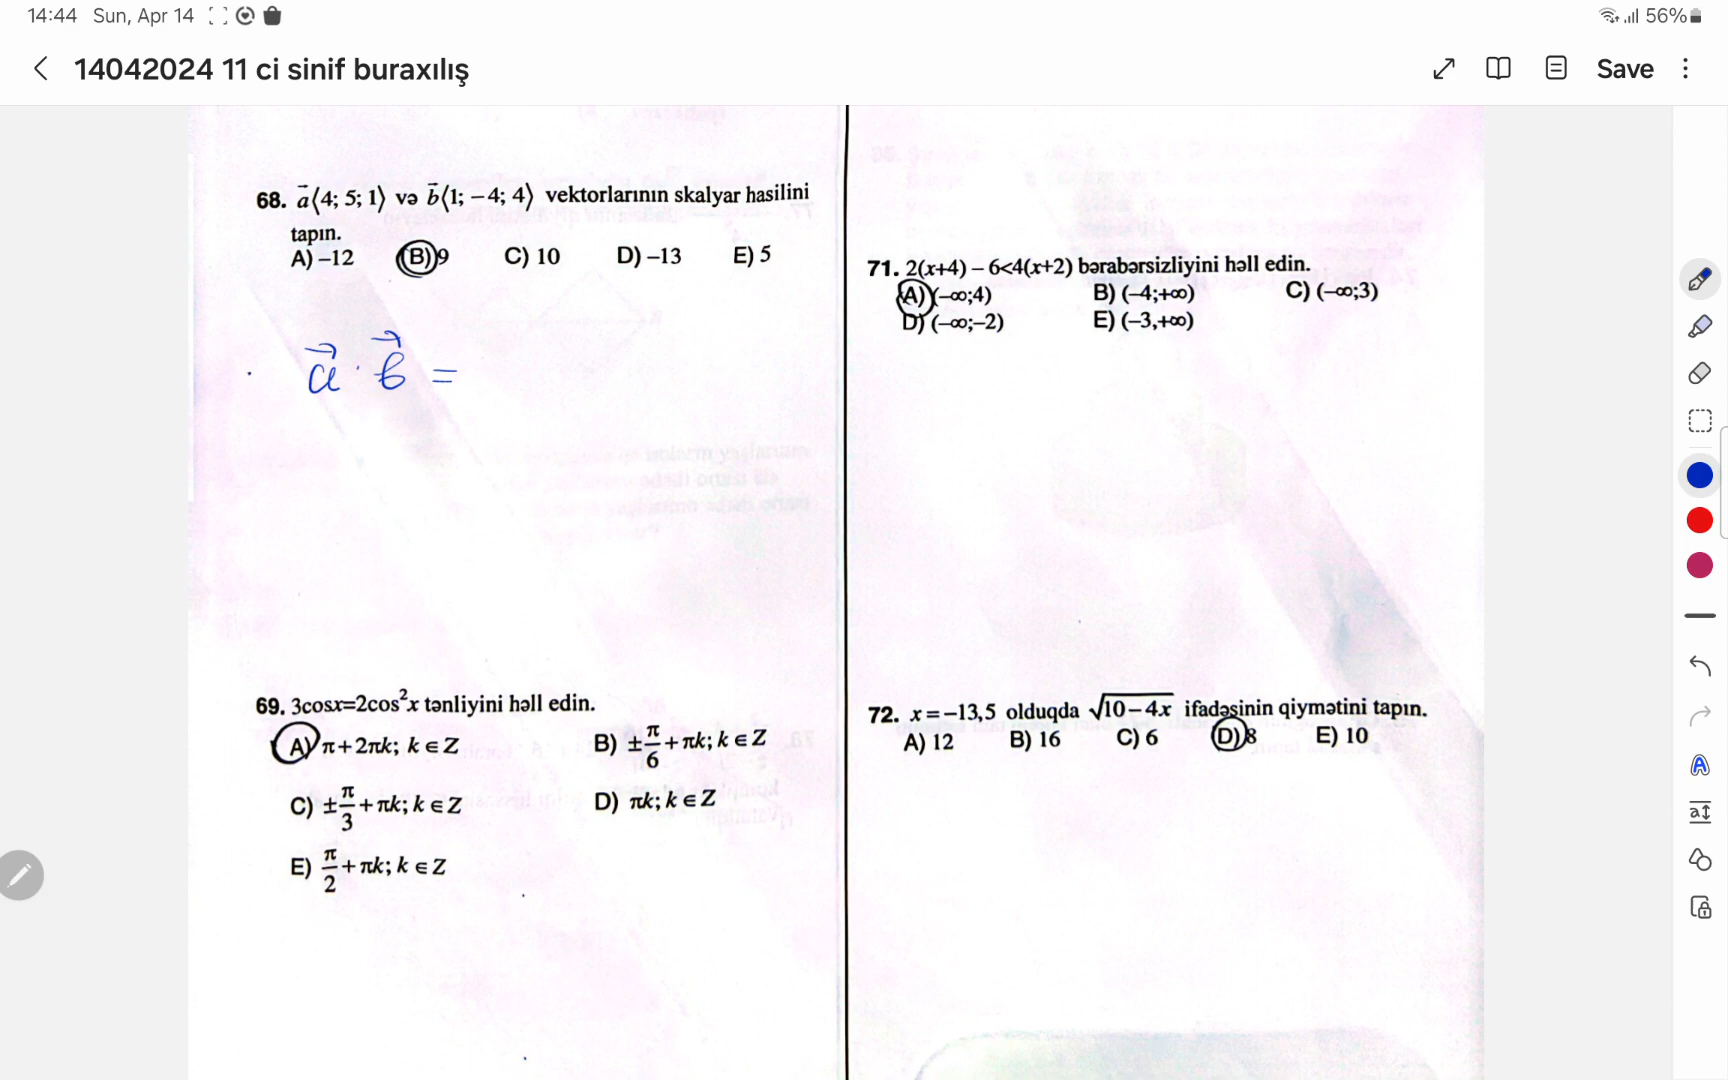 14:44 Sun, Apr 14
56%
14042024 11 ci sinif buraxılış
Save
68. a⃗⟨4; 5; 1⟩ və b⃗⟨1; −4; 4⟩ vektorlarının skalyar hasilini
tapın.
A) −12 B) 9 C) 10 D) −13 E) 5
a⃗ · b⃗ =
69. 3cosx=2cos²x tənliyini həll edin.
A) π+2πk; k∈Z B) ±π/6+πk; k∈Z
C) ±π/3+πk; k∈Z D) πk; k∈Z
E) π/2+πk; k∈Z
71. 2(x+4) − 6<4(x+2) bərabərsizliyini həll edin.
A) (−∞;4) B) (−4;+∞) C) (−∞;3)
D) (−∞;−2) E) (−3,+∞)
72. x=−13,5 olduqda √10−4x ifadəsinin qiymətini tapın.
A) 12 B) 16 C) 6 D) 8 E) 10